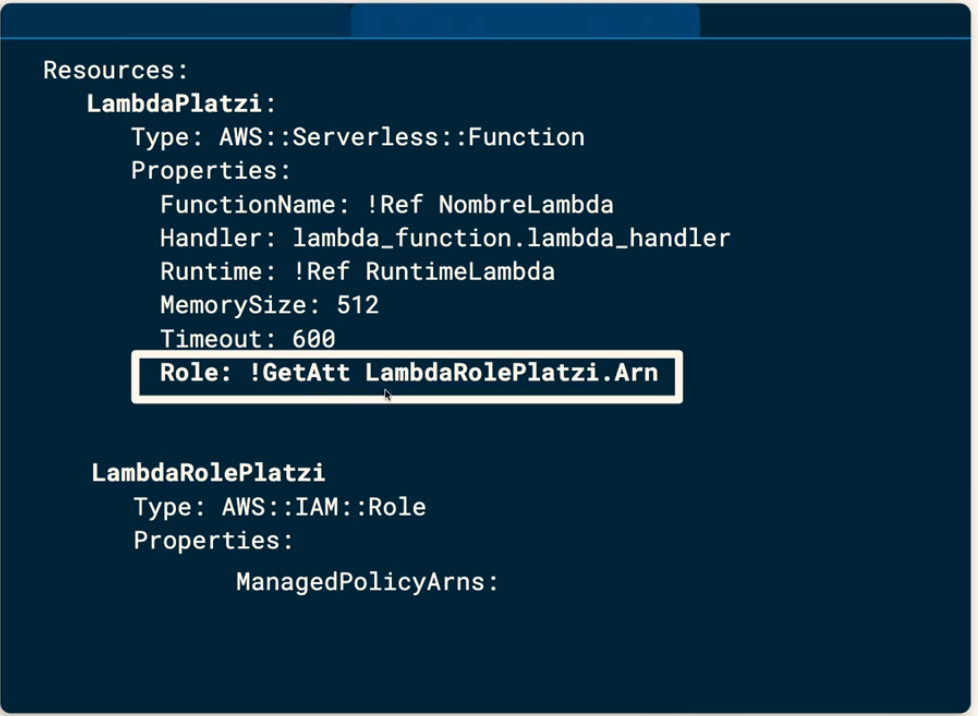 Resources:
LambdaPlatzi:
Type: AWS::Serverless::Function
Properties:
FunctionName: !Ref NombreLambda
Handler: lambda_function.lambda_handler
Runtime: !Ref RuntimeLambda
MemorySize: 512
Timeout: 600
Role: !GetAtt LambdaRolePlatzi.Arn
LambdaRolePlatzi
Type: AWS::IAM::Role
Properties:
ManagedPolicyArns: